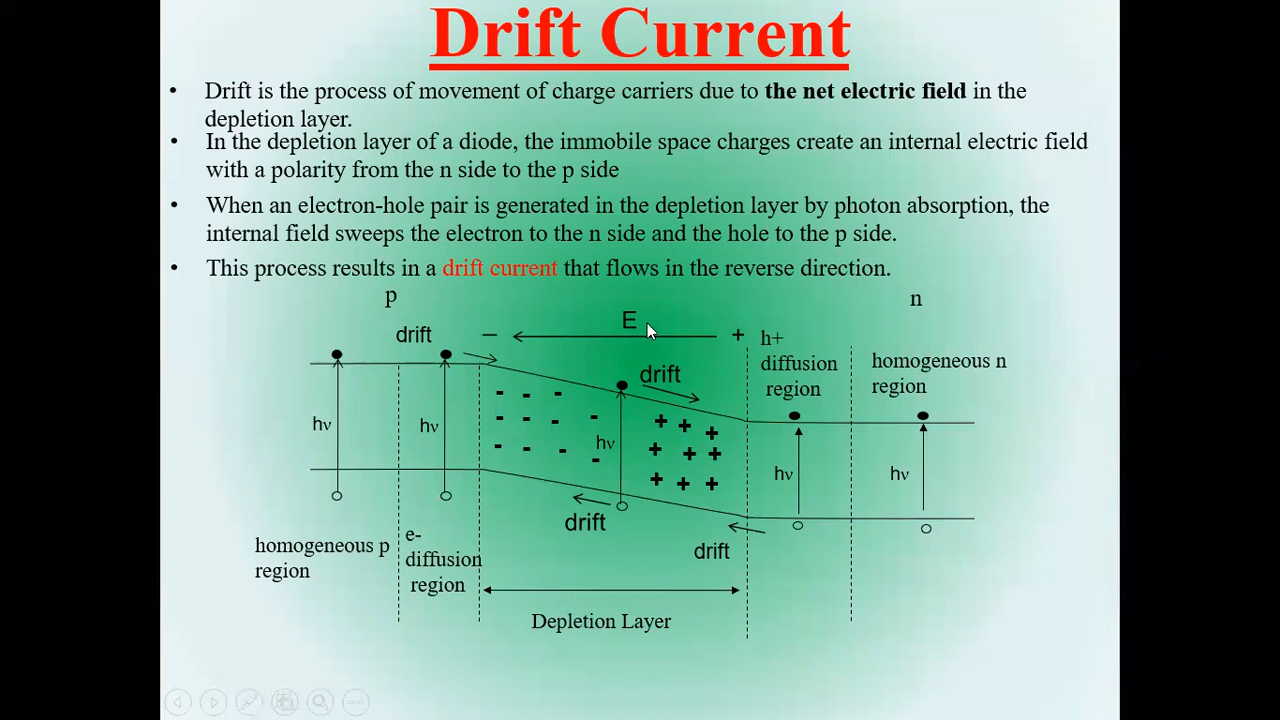 Drift Current
• Drift is the process of movement of charge carriers due to the net electric field in the
depletion layer.
• In the depletion layer of a diode, the immobile space charges create an internal electric field
with a polarity from the n side to the p side
• When an electron-hole pair is generated in the depletion layer by photon absorption, the
internal field sweeps the electron to the n side and the hole to the p side.
• This process results in a drift current that flows in the reverse direction.
p
n
E
drift
−
+
h+
diffusion
region
homogeneous n
region
drift
- - -
- - - -
- - - -
+ + +
+ + +
+ + +
hν
hν
hν
hν
hν
drift
drift
homogeneous p
region
e-
diffusion
region
Depletion Layer